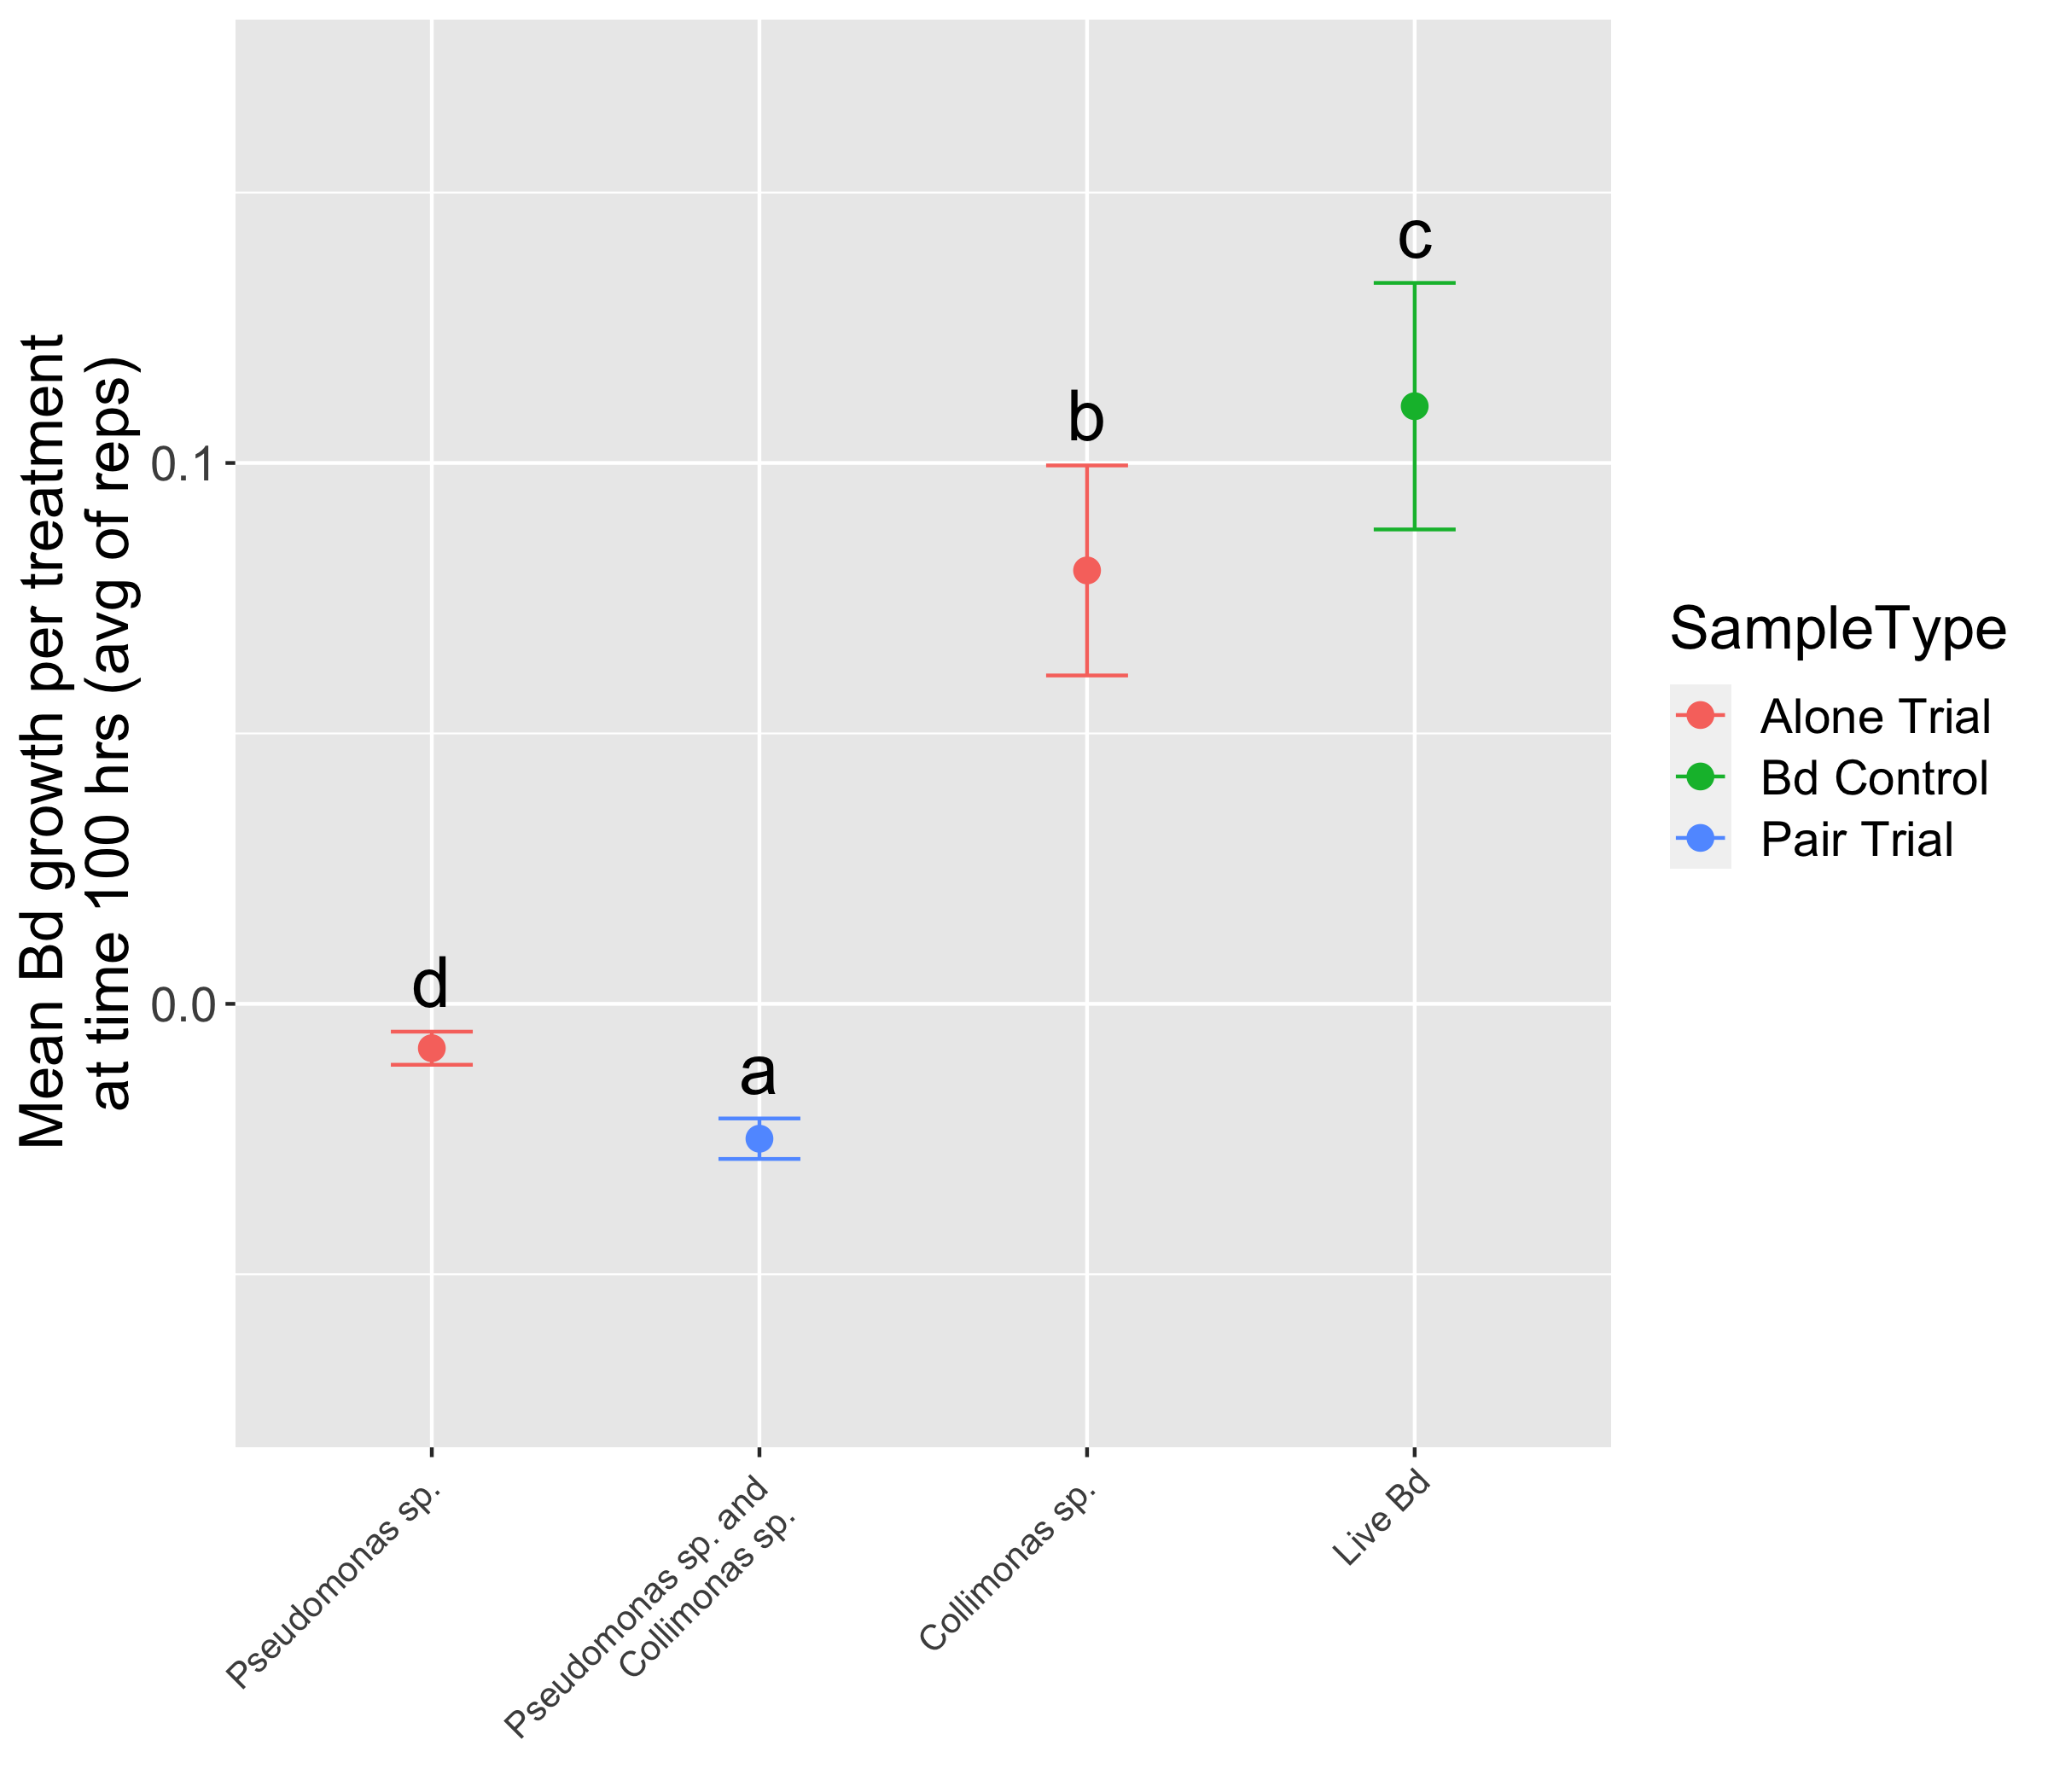 Mean Bd growth per treatment
at time 100 hrs (avg of reps)
0.1
0.0
d
a
b
c
Pseudomonas sp.
Pseudomonas sp. and
Collimonas sp.
Collimonas sp.
Live Bd
SampleType
Alone Trial
Bd Control
Pair Trial